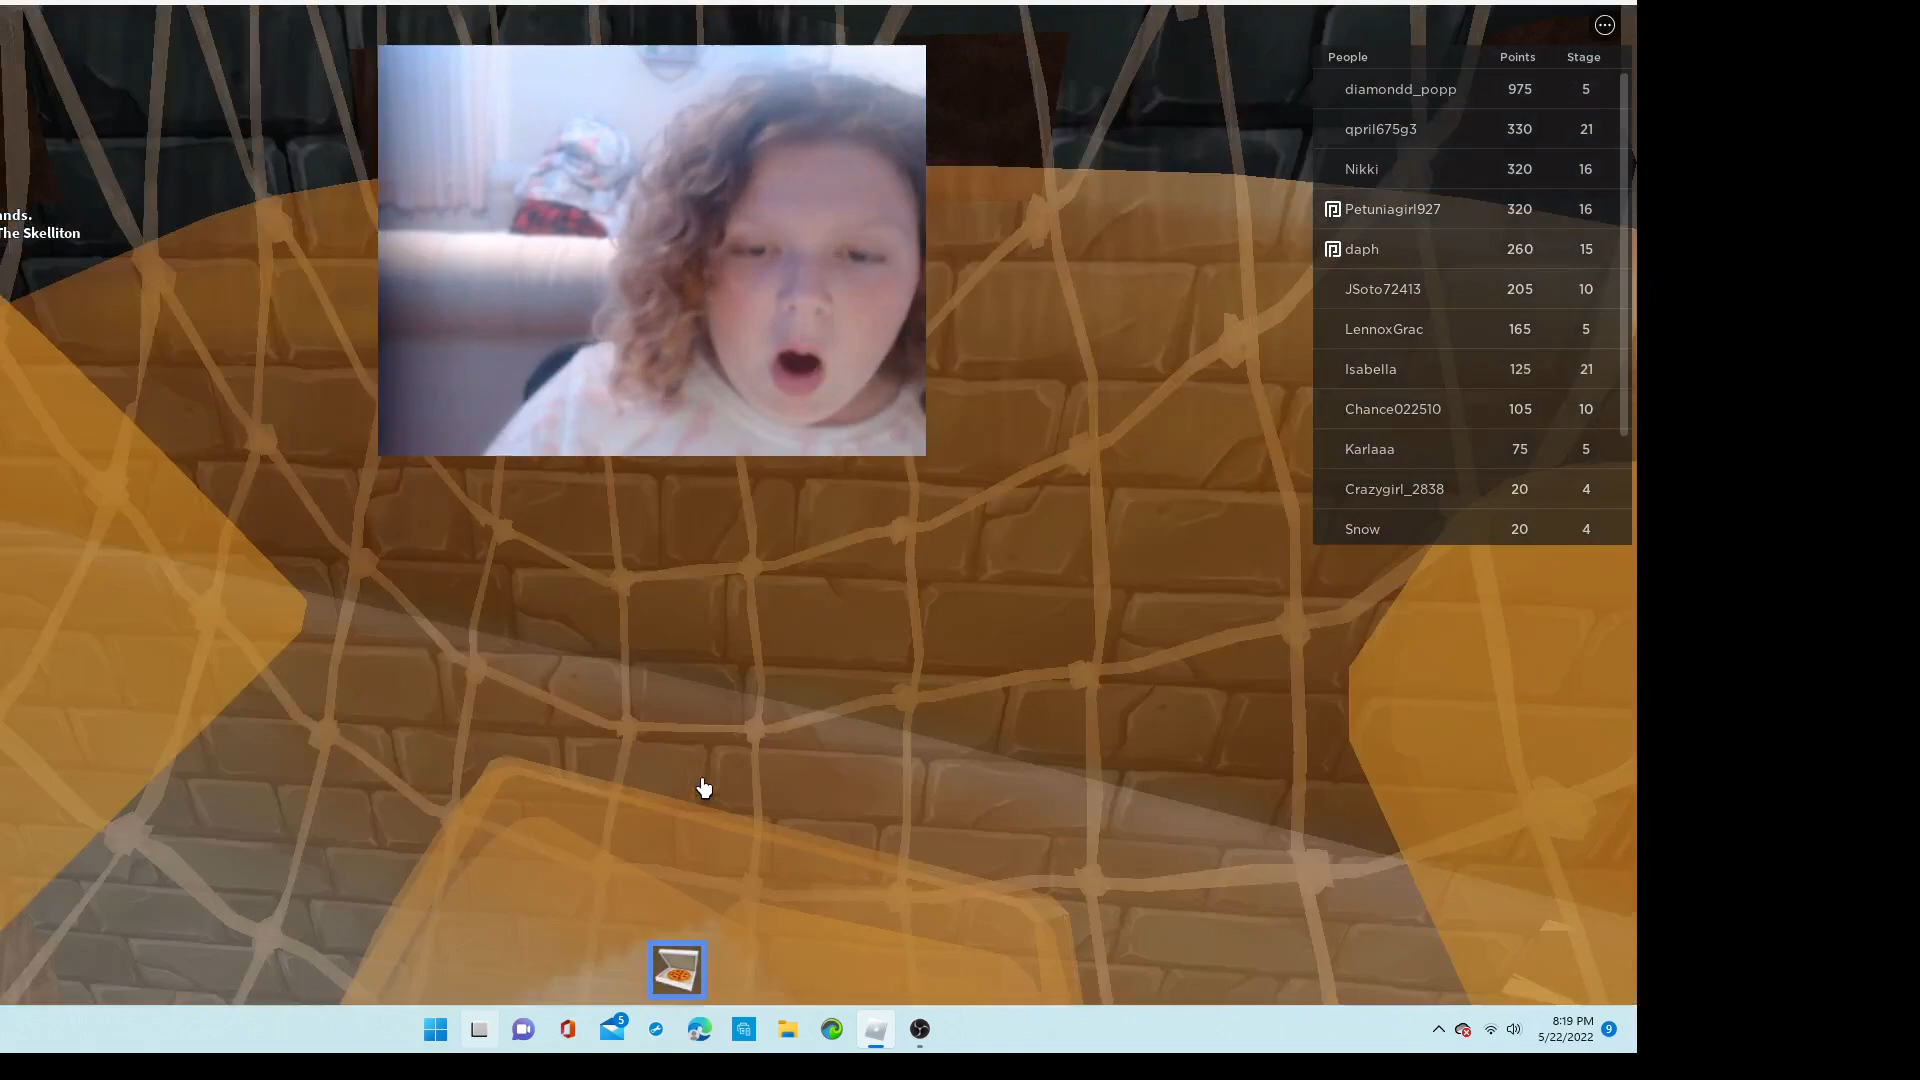 People Points Stage
diamondd_popp 975 5
qpril675g3 330 21
Nikki 320 16
Petuniagirl927 320 16
daph 260 15
JSoto72413 205 10
LennoxGrac 165 5
Isabella 125 21
Chance022510 105 10
Karlaaa 75 5
Crazygirl_2838 20 4
Snow 20 4
ands.
The Skelliton
5
8:19 PM
5/22/2022
9